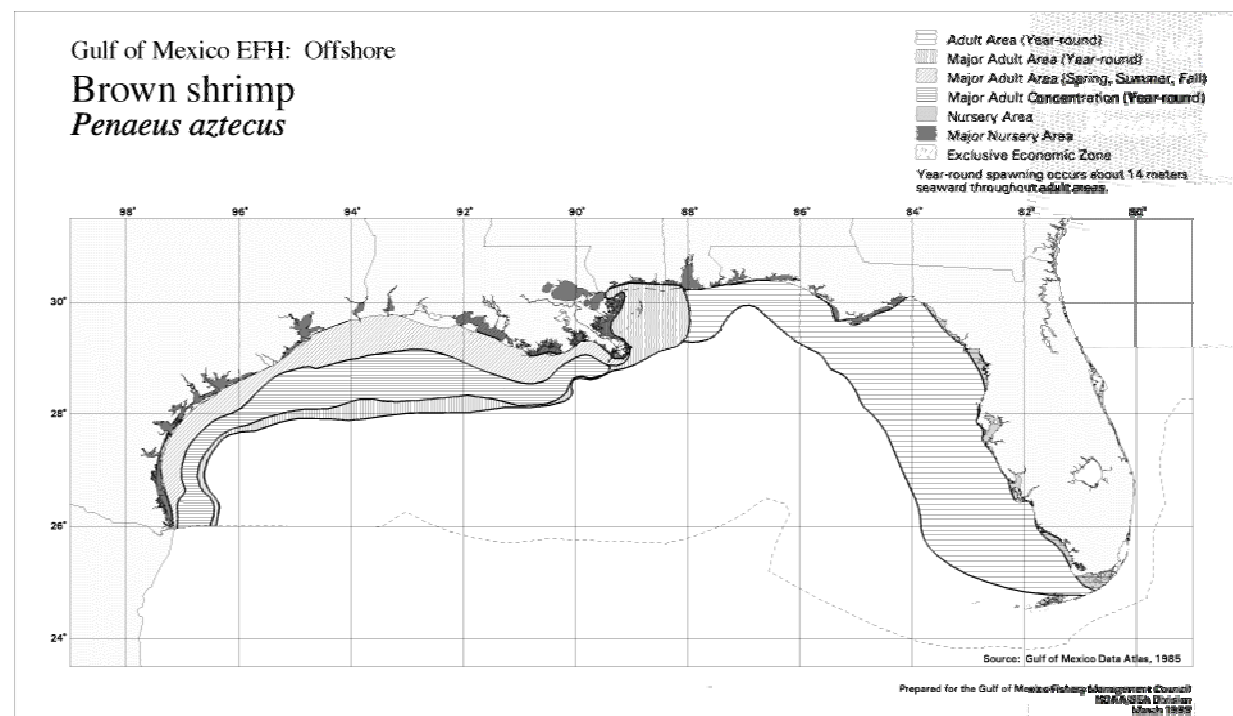 Gulf of Mexico EFH: Offshore
Brown shrimp
Penaeus aztecus
Adult Area (Year-round)
Major Adult Area (Year-round)
Major Adult Area (Spring, Summer, Fall)
Major Adult Concentration (Year-round)
Nursery Area
Major Nursery Area
Exclusive Economic Zone
Year-round spawning occurs about 14 meters
seaward throughout adult areas.
98° 96° 94° 92° 90° 88° 86° 84° 82° 80°
30°
28°
26°
24°
Source: Gulf of Mexico Data Atlas, 1985
Prepared for the Gulf of Mexico Fishery Management Council
Division
March